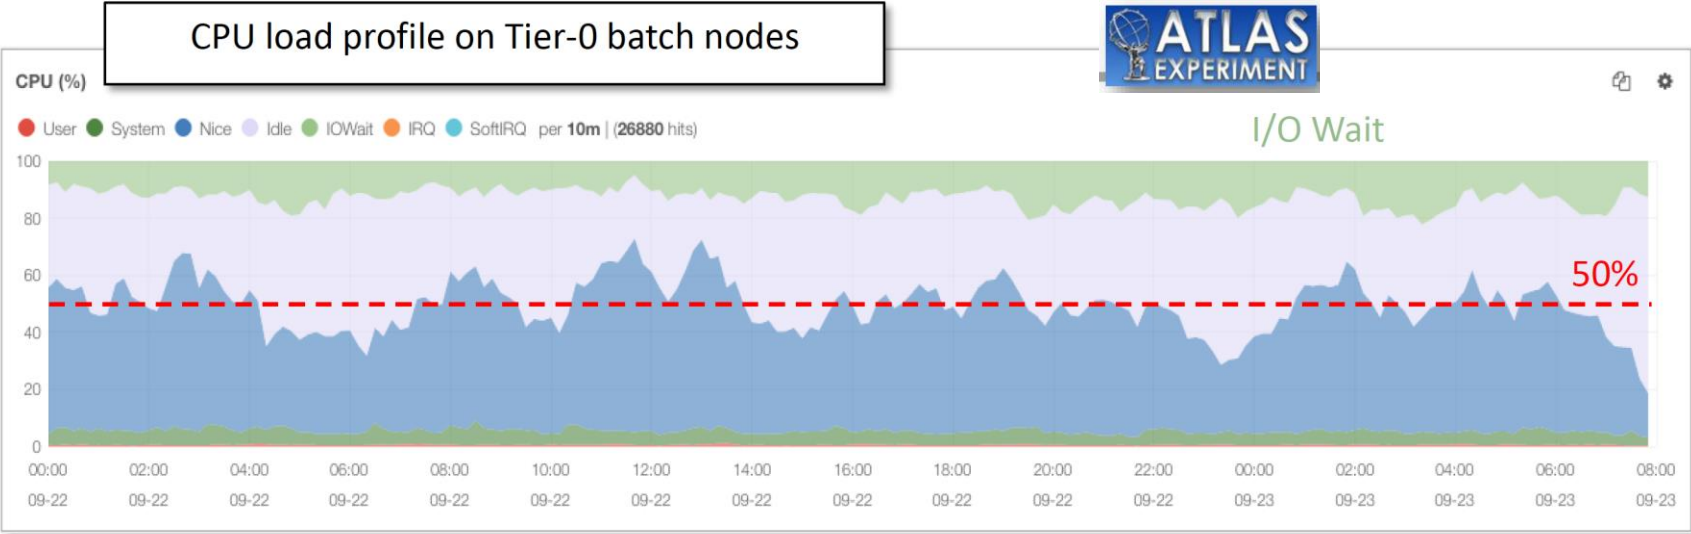 CPU load profile on Tier-0 batch nodes
ATLAS
EXPERIMENT
CPU (%)
User System Nice Idle IOWait IRQ SoftIRQ per 10m | (26880 hits)
I/O Wait
100
80
60
50%
40
20
0
00:00 02:00 04:00 06:00 08:00 10:00 12:00 14:00 16:00 18:00 20:00 22:00 00:00 02:00 04:00 06:00 08:00
09-22 09-22 09-22 09-22 09-22 09-22 09-22 09-22 09-22 09-22 09-22 09-22 09-23 09-23 09-23 09-23 09-23